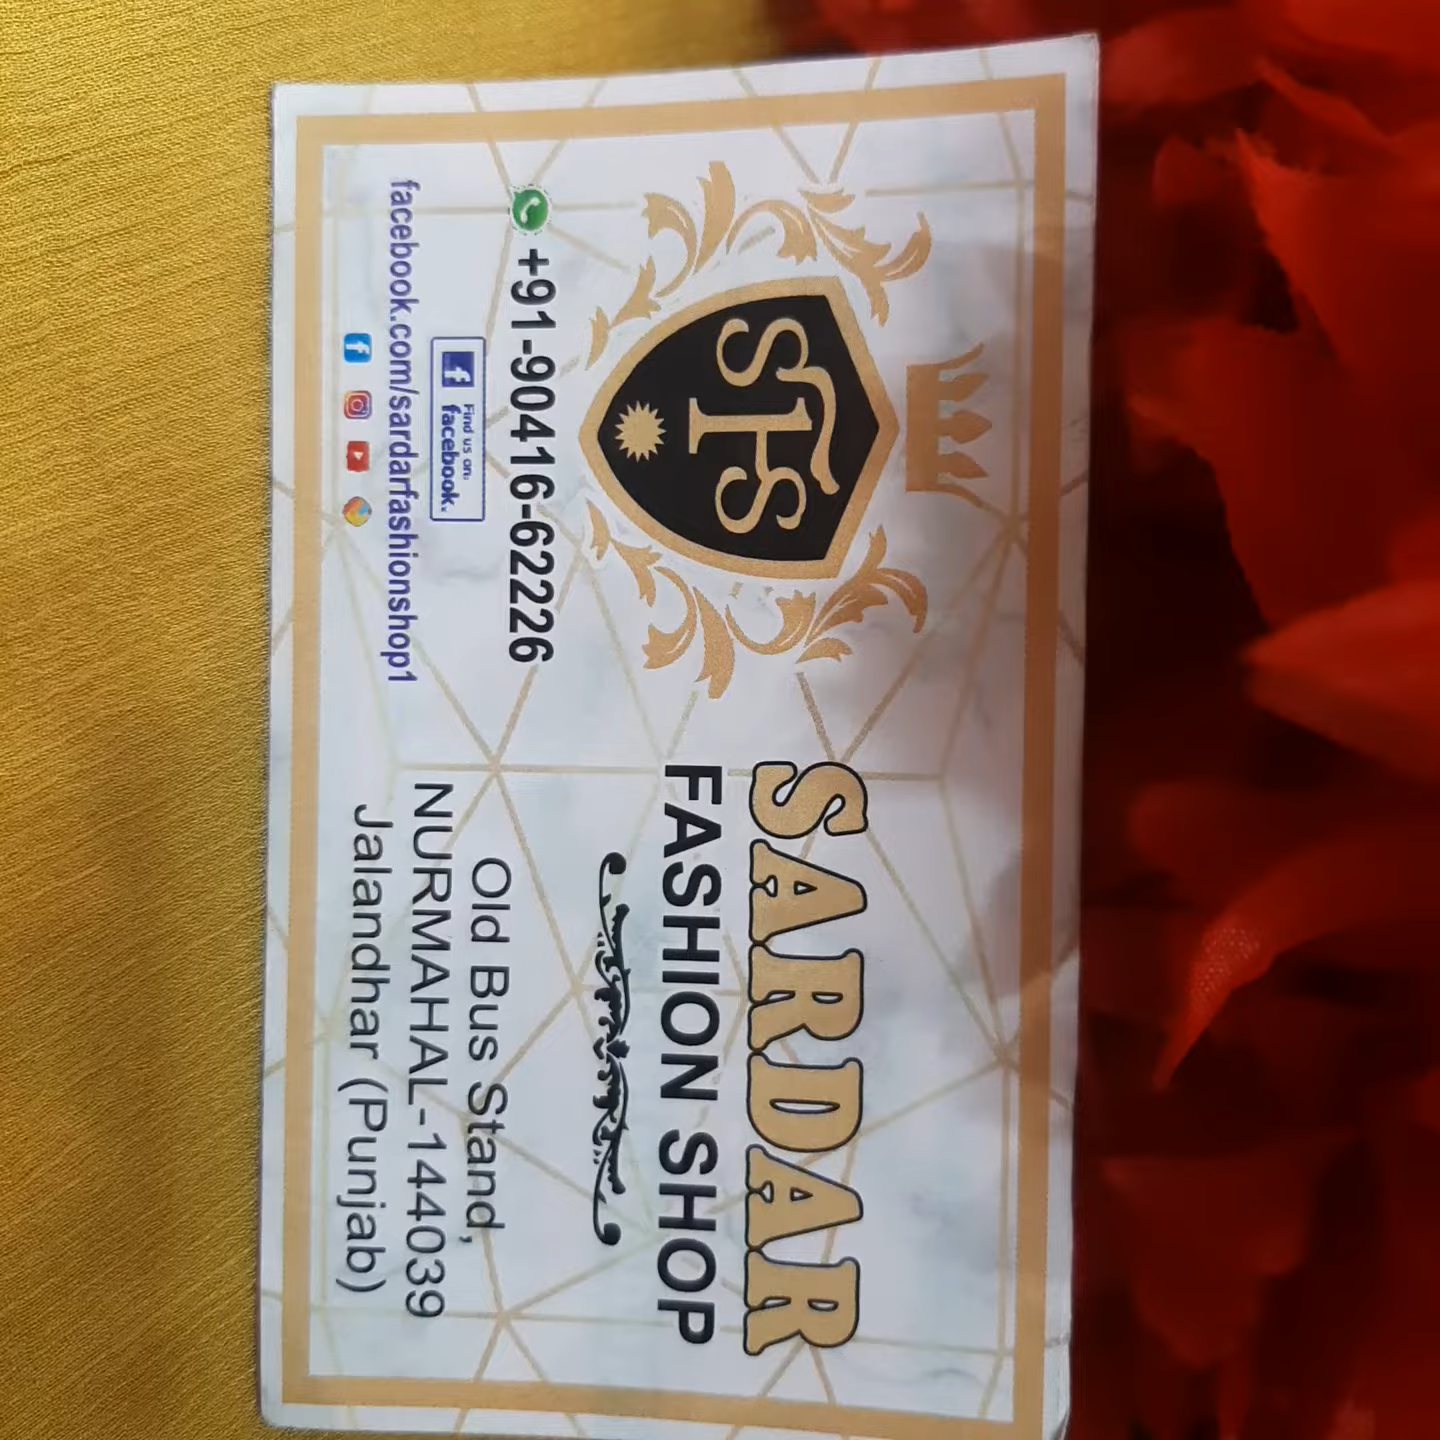 SFS
SARDAR
FASHION SHOP
+91-90416-62226
Find us on:
facebook.
facebook.com/sardarfashionshop1
Old Bus Stand,
NURMAHAL-144039
Jalandhar (Punjab)